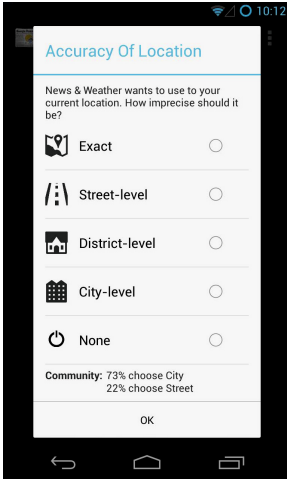 10:12
Accuracy Of Location
News & Weather wants to use to your
current location. How imprecise should it
be?
Exact
Street-level
District-level
City-level
None
Community: 73% choose City
22% choose Street
OK